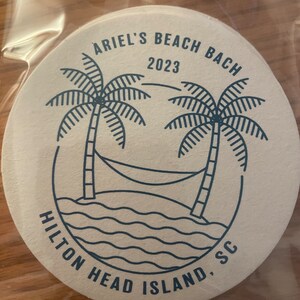 ARIEL'S BEACH BACH
2023
HILTON HEAD ISLAND, SC